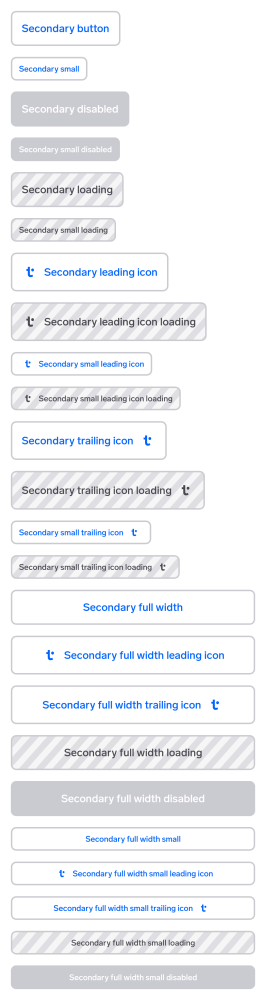 Secondary button
Secondary small
Secondary disabled
Secondary small disabled
Secondary loading
Secondary small loading
Secondary leading icon
Secondary leading icon loading
Secondary small leading icon
Secondary small leading icon loading
Secondary trailing icon
Secondary trailing icon loading
Secondary small trailing icon
Secondary small trailing icon loading
Secondary full width
Secondary full width leading icon
Secondary full width trailing icon
Secondary full width loading
Secondary full width disabled
Secondary full width small
Secondary full width small leading icon
Secondary full width small trailing icon
Secondary full width small loading
Secondary full width small disabled